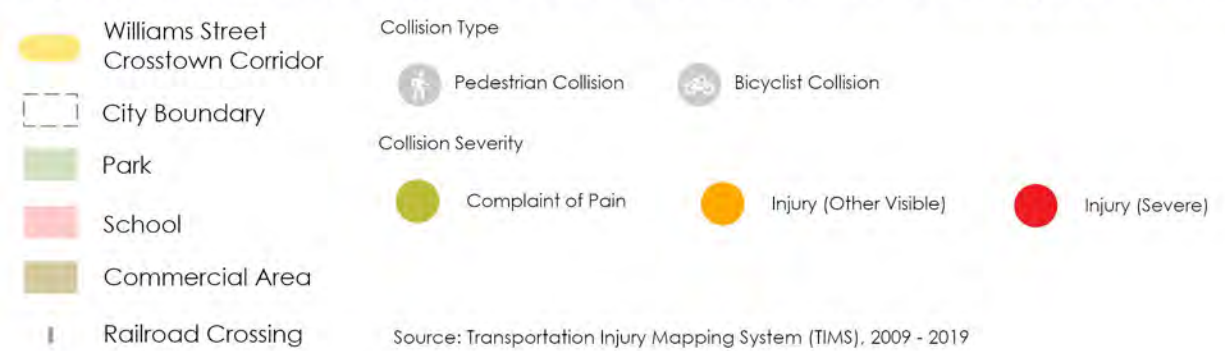 Williams Street
Crosstown Corridor
City Boundary
Park
School
Commercial Area
Railroad Crossing
Collision Type
Pedestrian Collision
Bicyclist Collision
Collision Severity
Complaint of Pain
Injury (Other Visible)
Injury (Severe)
Source: Transportation Injury Mapping System (TIMS), 2009 - 2019